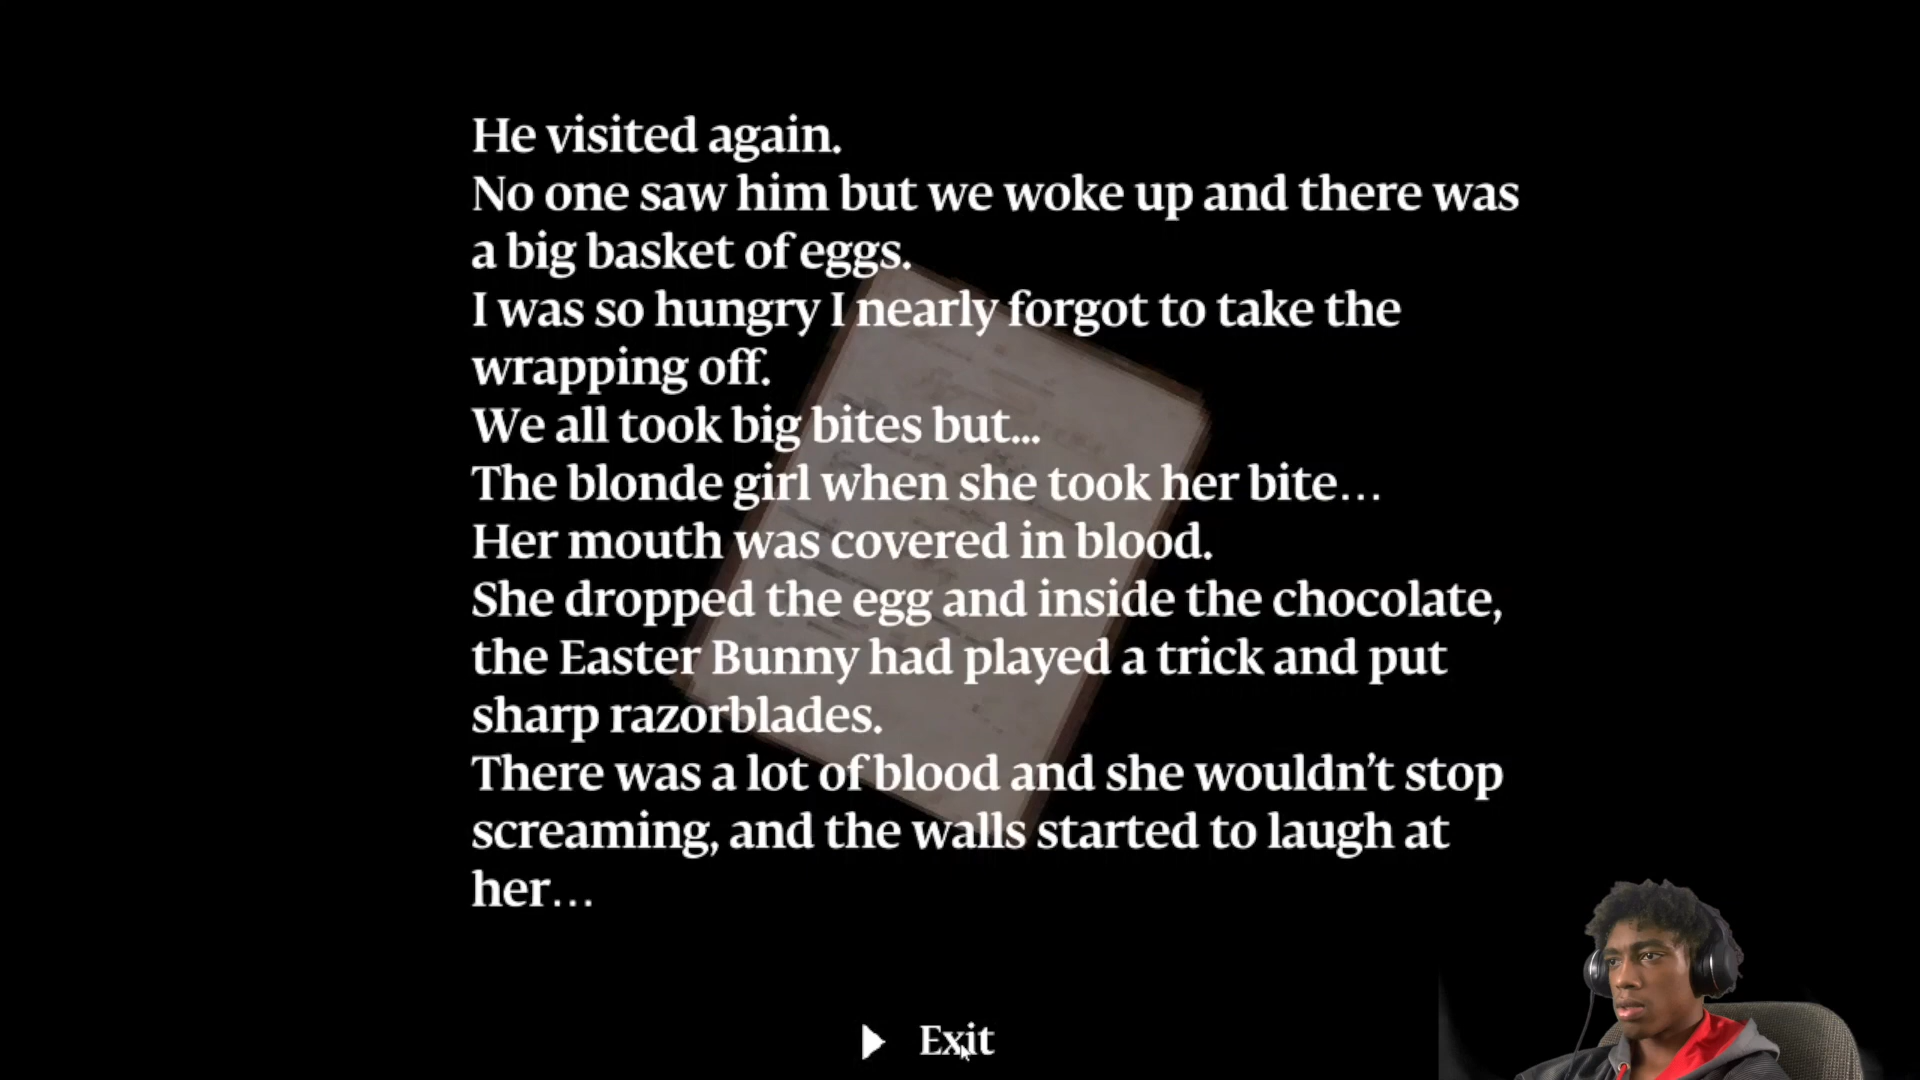 He visited again.
No one saw him but we woke up and there was
a big basket of eggs.
I was so hungry I nearly forgot to take the
wrapping off.
We all took big bites but...
The blonde girl when she took her bite…
Her mouth was covered in blood.
She dropped the egg and inside the chocolate,
the Easter Bunny had played a trick and put
sharp razorblades.
There was a lot of blood and she wouldn’t stop
screaming, and the walls started to laugh at
her…
Exit